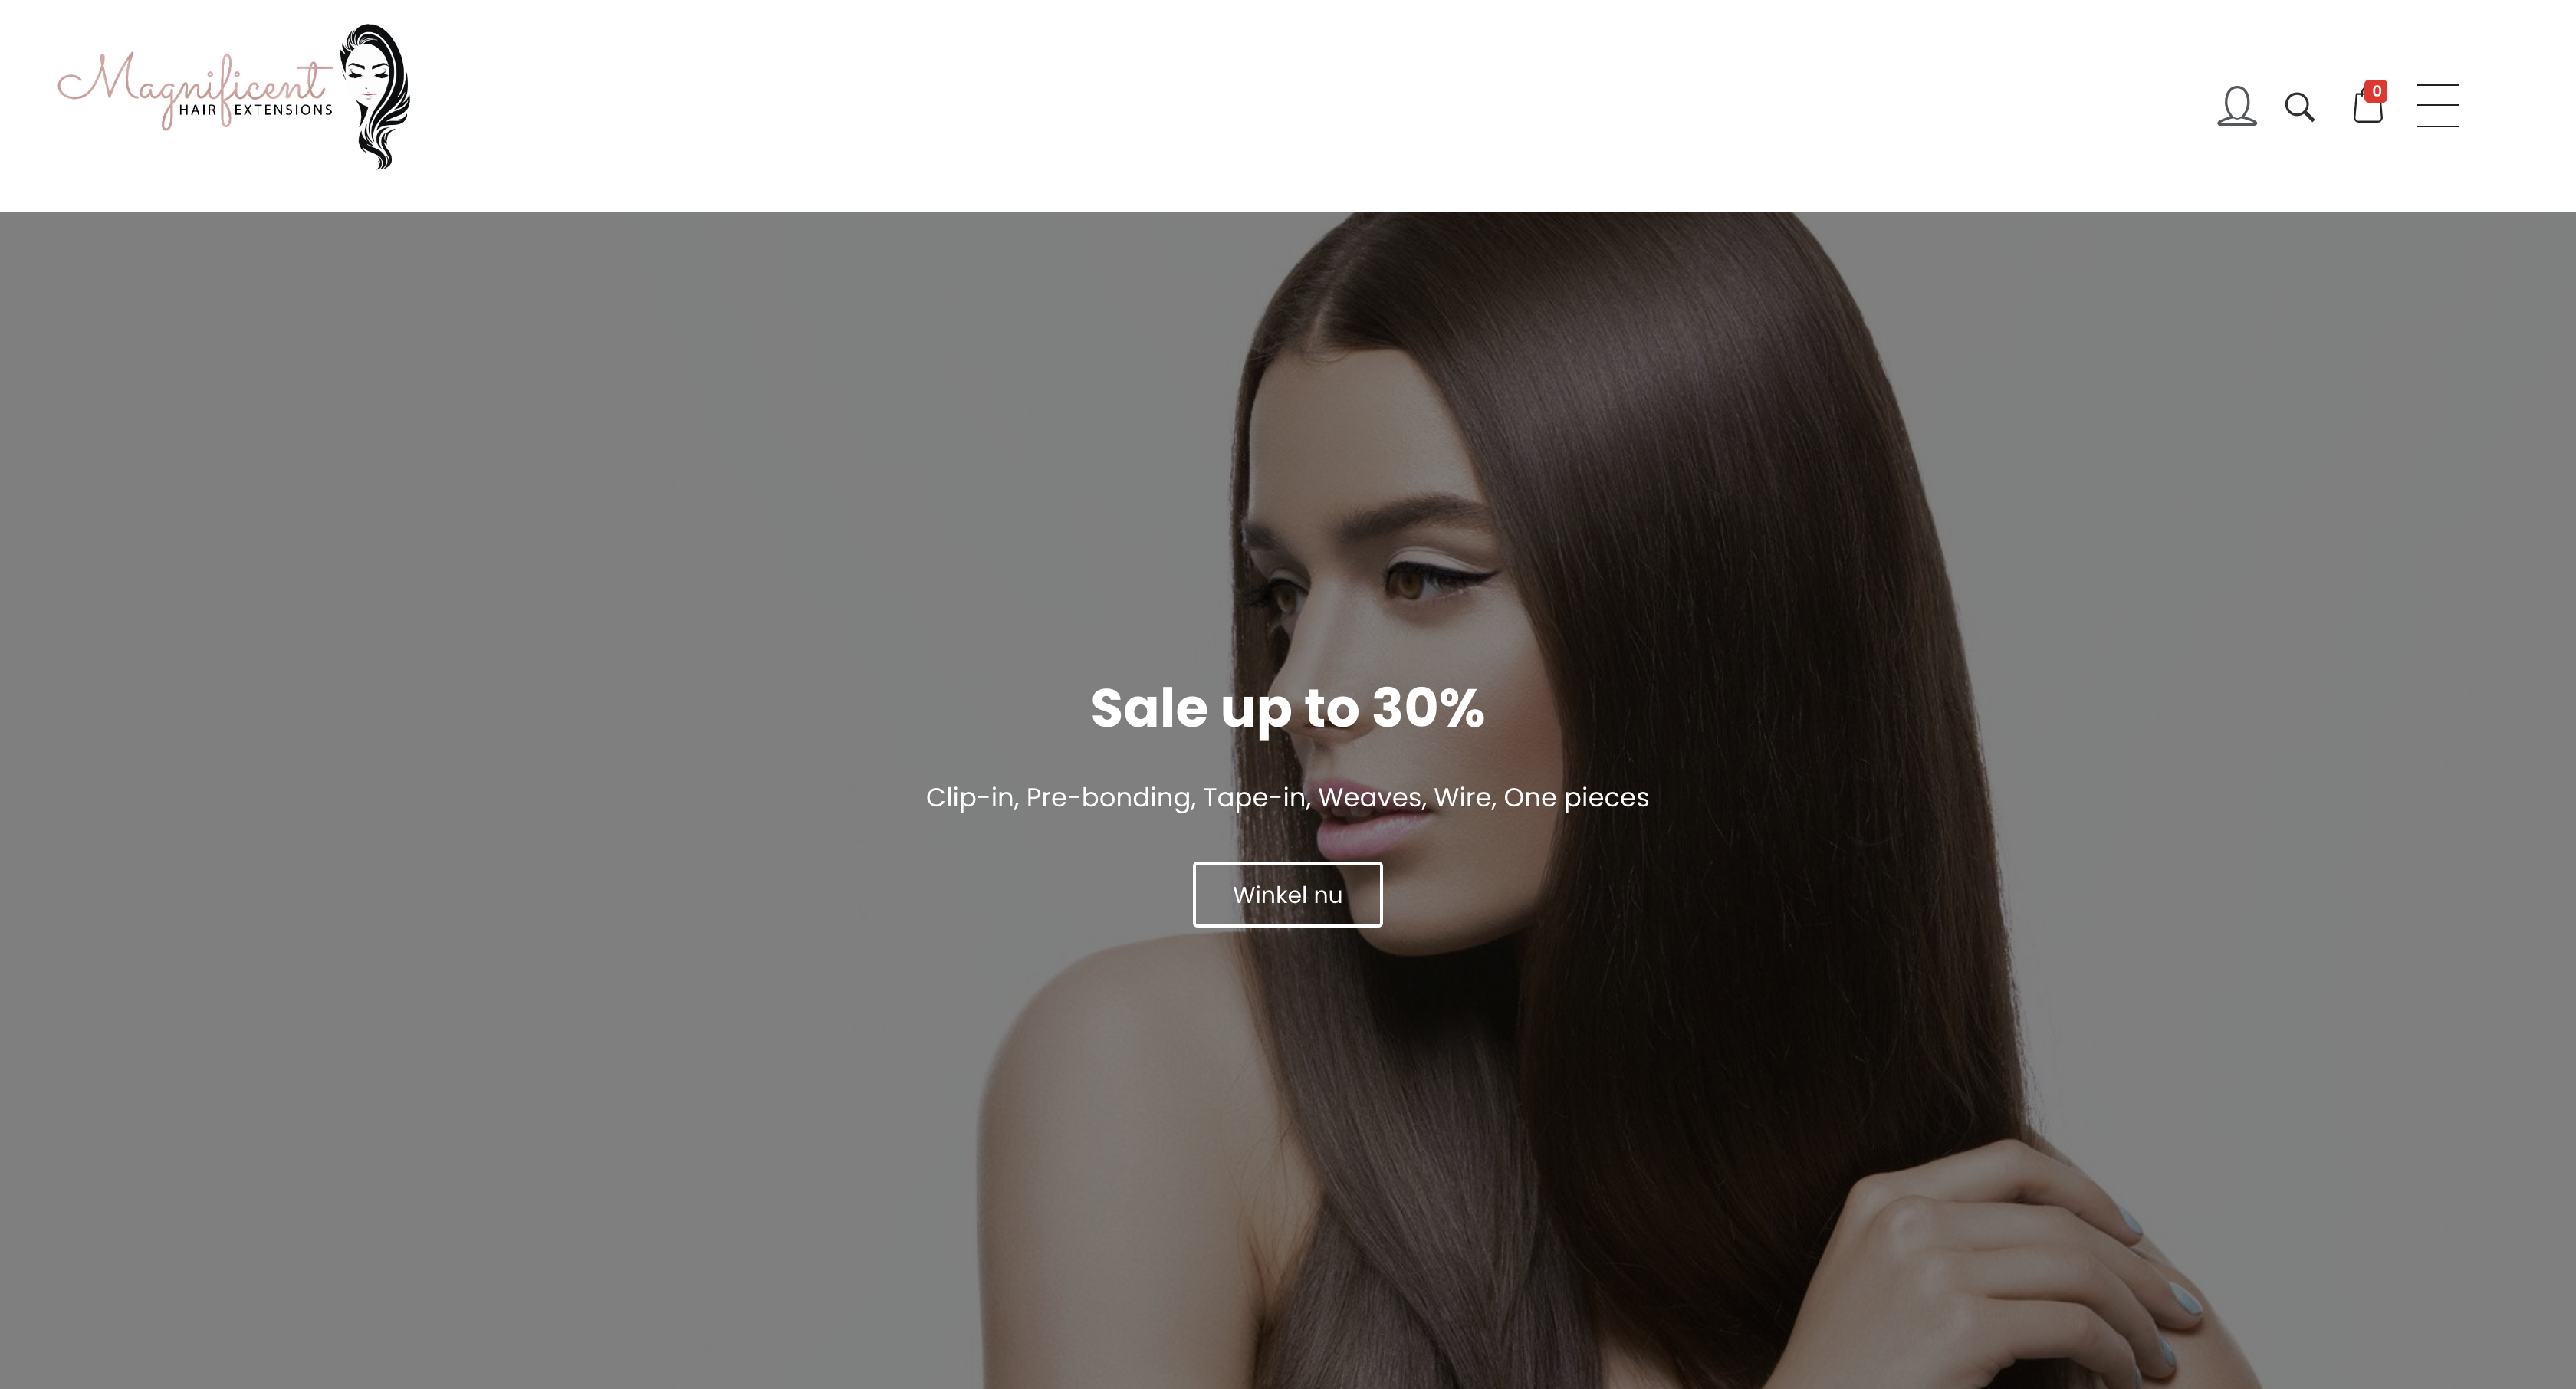 Magnificent
HAIR EXTENSIONS
0
Sale up to 30%
Clip-in, Pre-bonding, Tape-in, Weaves, Wire, One pieces
Winkel nu